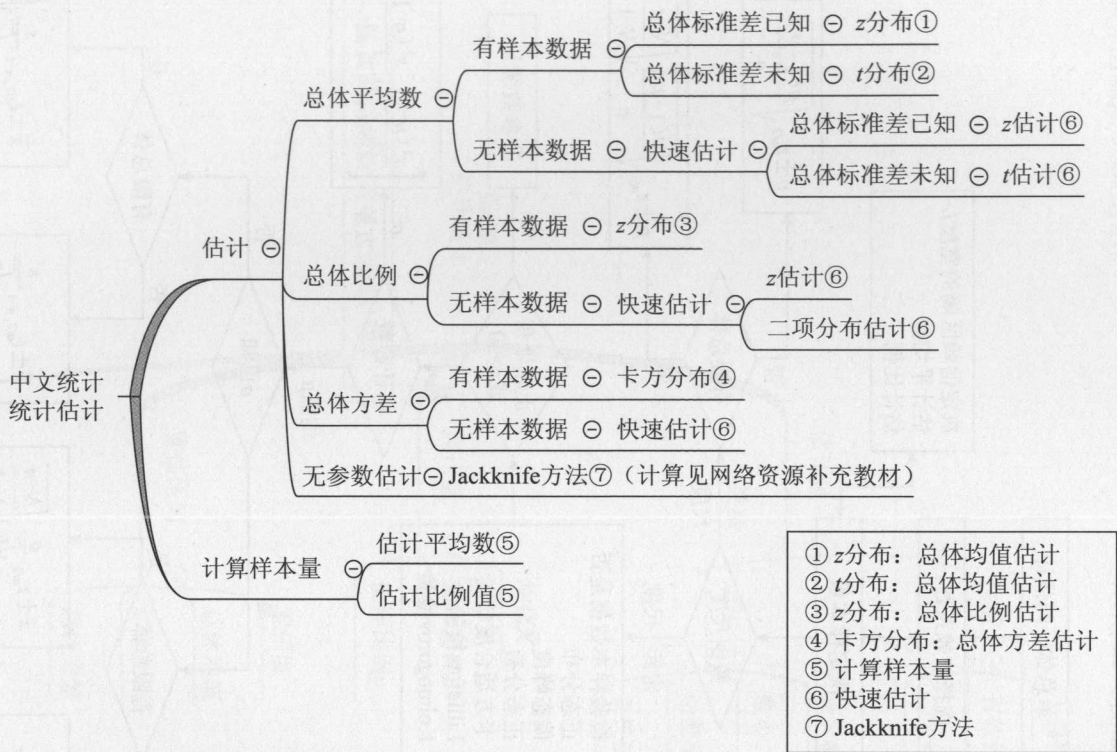 总体标准差已知 ⊖ z分布①
有样本数据 ⊖
总体标准差未知 ⊖ t分布②
总体平均数 ⊖
总体标准差已知 ⊖ z估计⑥
无样本数据 ⊖ 快速估计 ⊖
总体标准差未知 ⊖ t估计⑥
有样本数据 ⊖ z分布③
估计 ⊖
总体比例 ⊖
z估计⑥
无样本数据 ⊖ 快速估计 ⊖
二项分布估计⑥
有样本数据 ⊖ 卡方分布④
中文统计
统计估计
总体方差 ⊖
无样本数据 ⊖ 快速估计⑥
无参数估计⊖ Jackknife方法⑦（计算见网络资源补充教材）
估计平均数⑤
计算样本量 ⊖
估计比例值⑤
① z分布：总体均值估计
② t分布：总体均值估计
③ z分布：总体比例估计
④ 卡方分布：总体方差估计
⑤ 计算样本量
⑥ 快速估计
⑦ Jackknife方法